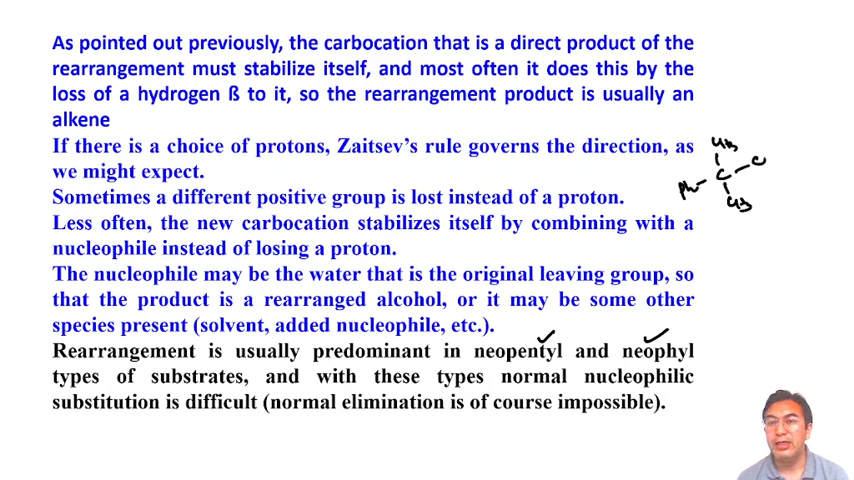 As pointed out previously, the carbocation that is a direct product of the
rearrangement must stabilize itself, and most often it does this by the
loss of a hydrogen ß to it, so the rearrangement product is usually an
alkene
If there is a choice of protons, Zaitsev’s rule governs the direction, as
we might expect.
Sometimes a different positive group is lost instead of a proton.
Less often, the new carbocation stabilizes itself by combining with a
nucleophile instead of losing a proton.
The nucleophile may be the water that is the original leaving group, so
that the product is a rearranged alcohol, or it may be some other
species present (solvent, added nucleophile, etc.).
Rearrangement is usually predominant in neopentyl and neophyl
types of substrates, and with these types normal nucleophilic
substitution is difficult (normal elimination is of course impossible).
CH3
Ph C C
CH3